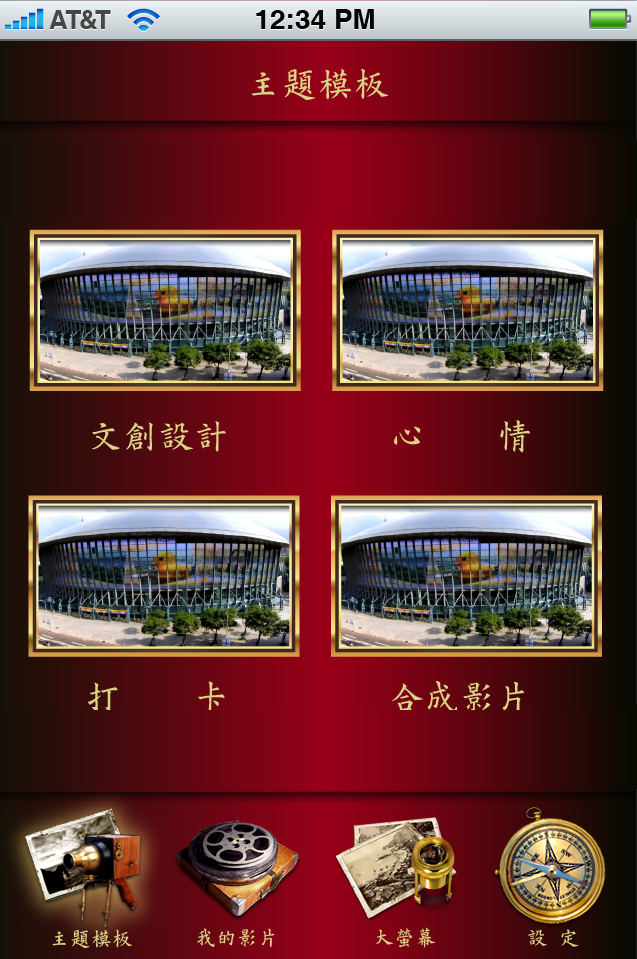 AT&T 12:34 PM
主題模板
文創設計 心情
打卡 合成影片
主題模板 我的影片 大螢幕 設定